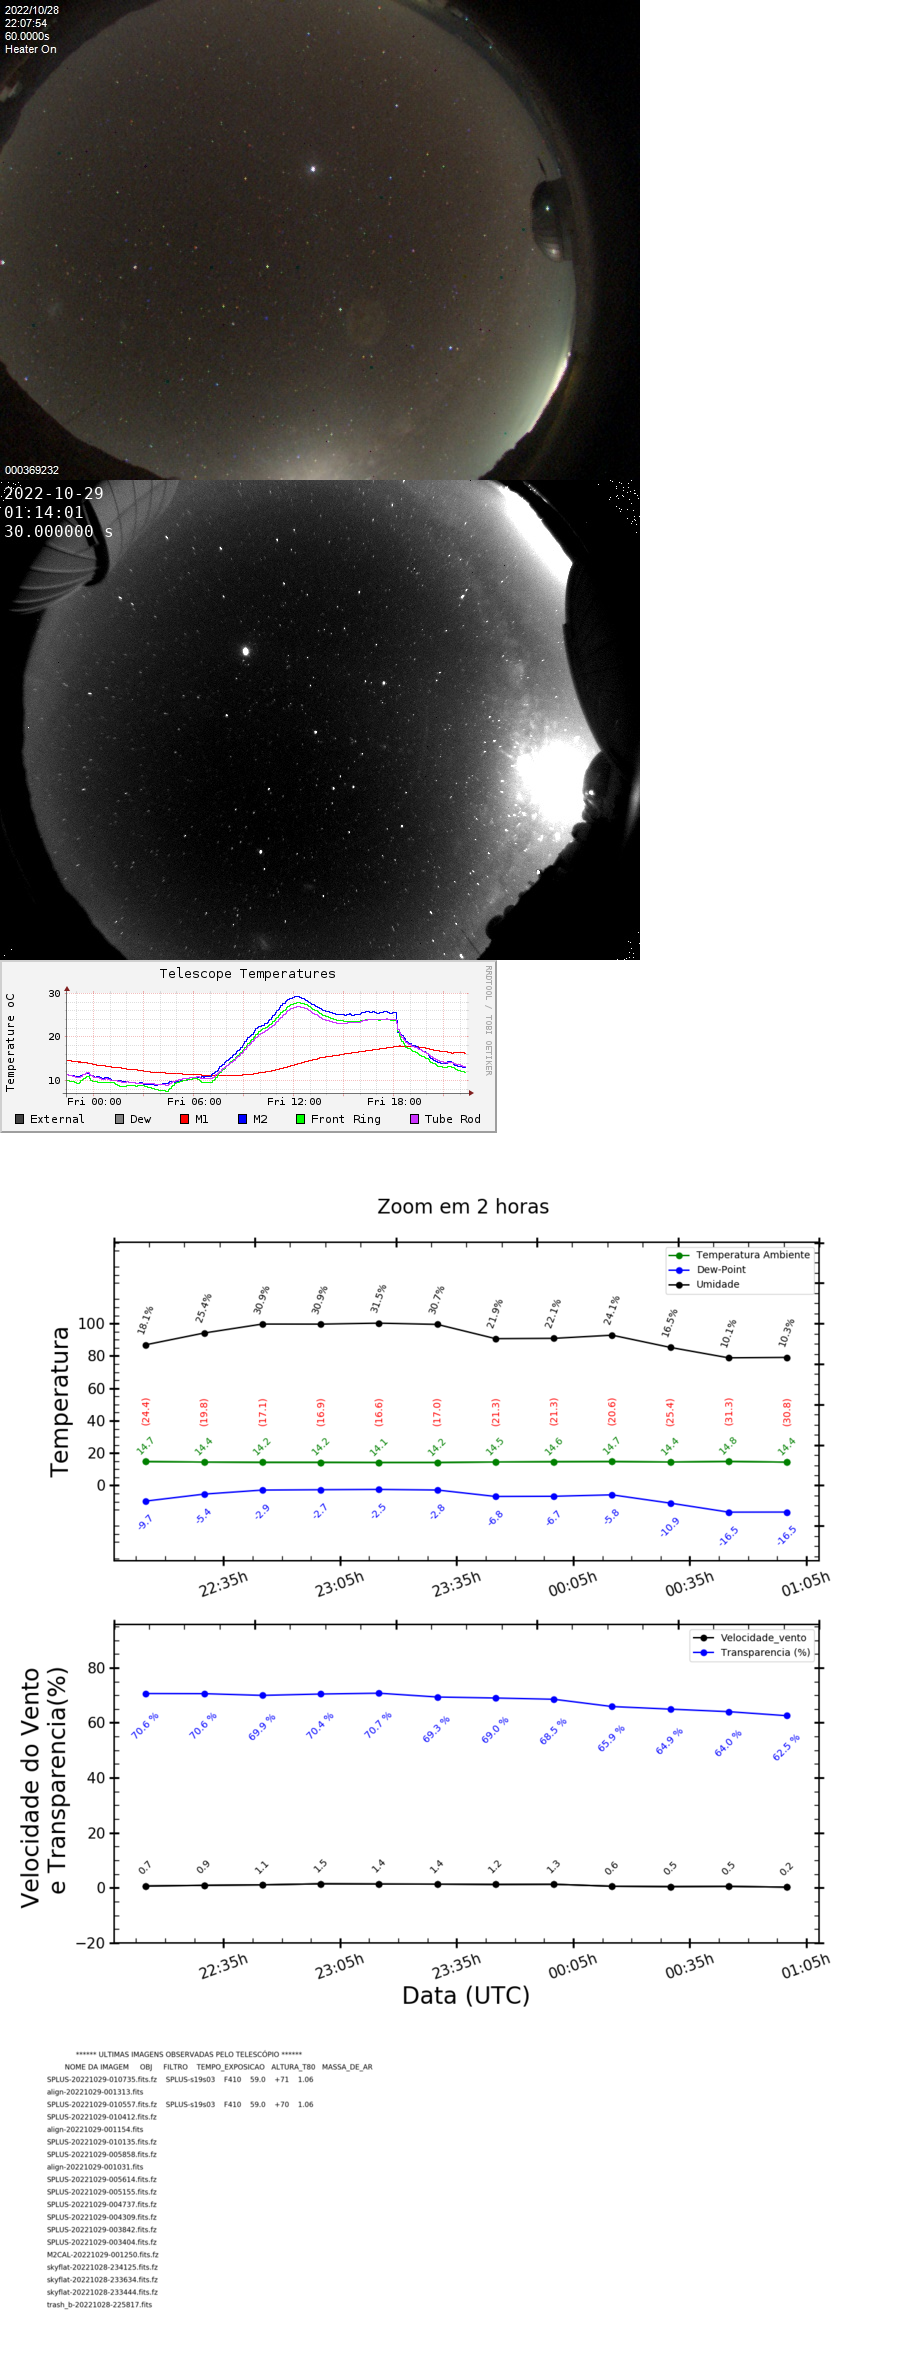 2022/10/28
22:07:54
60.0000s
Heater On
000369232
2022-10-29
01:14:01
30.000000 s
Telescope Temperatures
RRDTOOL / TOBI OETIKER
Temperature oC
30
20
10
Fri 00:00 Fri 06:00 Fri 12:00 Fri 18:00
External Dew M1 M2 Front Ring Tube Rod
Zoom em 2 horas
Temperatura Ambiente
Dew-Point
Umidade
Temperatura
100
80
60
40
20
0
18.1% 25.4% 30.9% 30.9% 31.5% 30.7% 21.9% 22.1% 24.1% 16.5% 10.1% 10.3%
(24.4) (19.8) (17.1) (16.9) (16.6) (17.0) (21.3) (21.3) (20.6) (25.4) (31.3) (30.8)
14.7 14.4 14.2 14.2 14.1 14.2 14.5 14.6 14.7 14.4 14.8 14.4
-9.7 -5.4 -2.9 -2.7 -2.5 -2.8 -6.8 -6.7 -5.8 -10.9 -16.5 -16.5
22:35h 23:05h 23:35h 00:05h 00:35h 01:05h
Velocidade_vento
Transparencia (%)
Velocidade do Vento
e Transparencia(%)
80
60
40
20
0
−20
70.6 % 70.6 % 69.9 % 70.4 % 70.7 % 69.3 % 69.0 % 68.5 % 65.9 % 64.9 % 64.0 % 62.5 %
0.7 0.9 1.1 1.5 1.4 1.4 1.2 1.3 0.6 0.5 0.5 0.2
22:35h 23:05h 23:35h 00:05h 00:35h 01:05h
Data (UTC)
****** ULTIMAS IMAGENS OBSERVADAS PELO TELESCÓPIO ******
NOME DA IMAGEM OBJ FILTRO TEMPO_EXPOSICAO ALTURA_T80 MASSA_DE_AR
SPLUS-20221029-010735.fits.fz SPLUS-s19s03 F410 59.0 +71 1.06
align-20221029-001313.fits
SPLUS-20221029-010557.fits.fz SPLUS-s19s03 F410 59.0 +70 1.06
SPLUS-20221029-010412.fits.fz
align-20221029-001154.fits
SPLUS-20221029-010135.fits.fz
SPLUS-20221029-005858.fits.fz
align-20221029-001031.fits
SPLUS-20221029-005614.fits.fz
SPLUS-20221029-005155.fits.fz
SPLUS-20221029-004737.fits.fz
SPLUS-20221029-004309.fits.fz
SPLUS-20221029-003842.fits.fz
SPLUS-20221029-003404.fits.fz
M2CAL-20221029-001250.fits.fz
skyflat-20221028-234125.fits.fz
skyflat-20221028-233634.fits.fz
skyflat-20221028-233444.fits.fz
trash_b-20221028-225817.fits